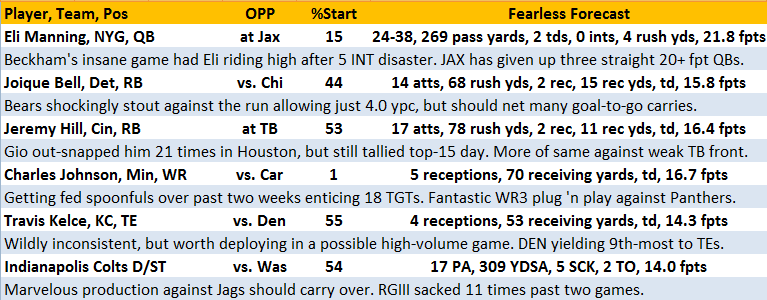 Player, Team, Pos OPP %Start Fearless Forecast
Eli Manning, NYG, QB at Jax 15 24-38, 269 pass yards, 2 tds, 0 ints, 4 rush yds, 21.8 fpts
Beckham's insane game had Eli riding high after 5 INT disaster. JAX has given up three straight 20+ fpt QBs.
Joique Bell, Det, RB vs. Chi 44 14 atts, 68 rush yds, 2 rec, 15 rec yds, td, 15.8 fpts
Bears shockingly stout against the run allowing just 4.0 ypc, but should net many goal-to-go carries.
Jeremy Hill, Cin, RB at TB 53 17 atts, 78 rush yds, 2 rec, 11 rec yds, td, 16.4 fpts
Gio out-snapped him 21 times in Houston, but still tallied top-15 day. More of same against weak TB front.
Charles Johnson, Min, WR vs. Car 1 5 receptions, 70 receiving yards, td, 16.7 fpts
Getting fed spoonfuls over past two weeks enticing 18 TGTs. Fantastic WR3 plug 'n play against Panthers.
Travis Kelce, KC, TE vs. Den 55 4 receptions, 53 receiving yards, td, 14.3 fpts
Wildly inconsistent, but worth deploying in a possible high-volume game. DEN yielding 9th-most to TEs.
Indianapolis Colts D/ST vs. Was 54 17 PA, 309 YDSA, 5 SCK, 2 TO, 14.0 fpts
Marvelous production against Jags should carry over. RGIII sacked 11 times past two games.